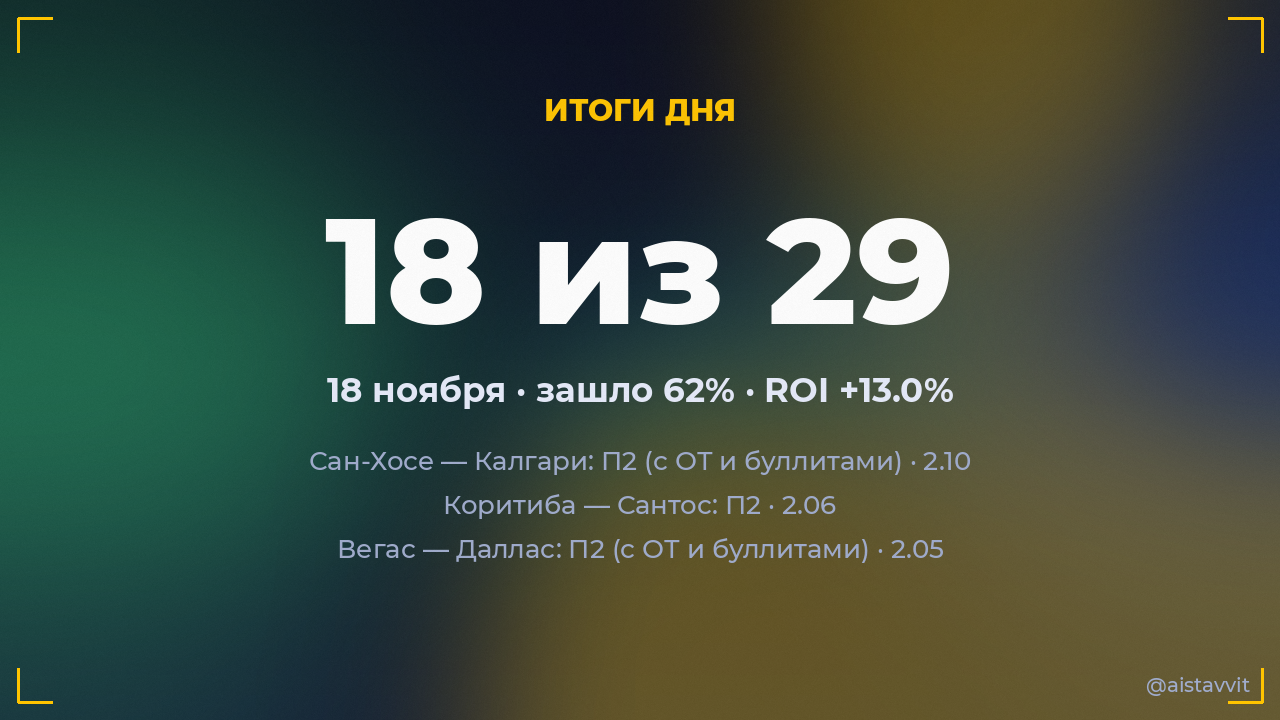 ИТОГИ ДНЯ
18 из 29
18 ноября · зашло 62% · ROI +13.0%
Сан-Хосе — Калгари: П2 (с ОТ и буллитами) · 2.10
Коритиба — Сантос: П2 · 2.06
Вегас — Даллас: П2 (с ОТ и буллитами) · 2.05
@aistavvit